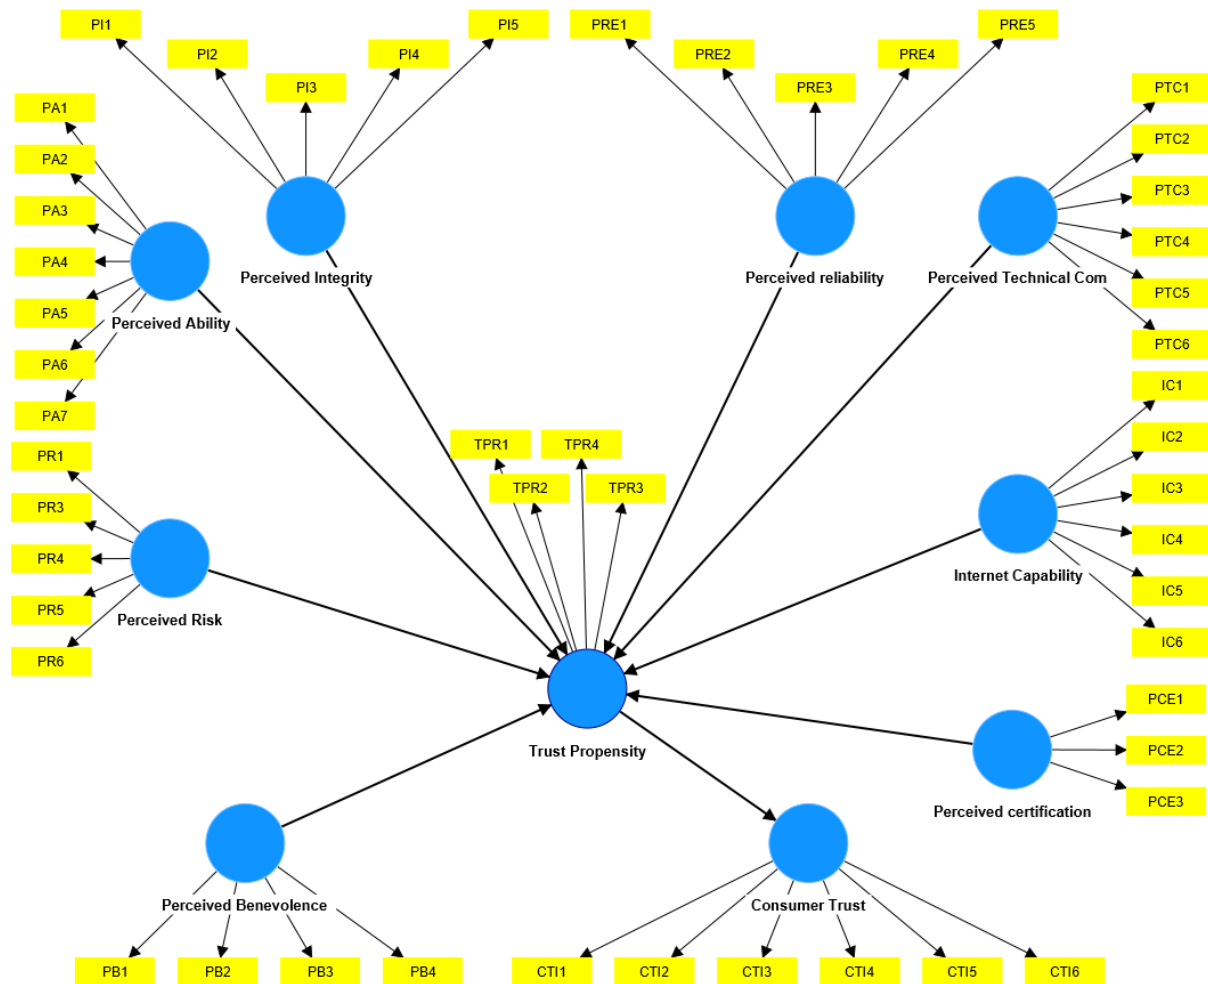 PI1
PI2
PI3
PI4
PI5
PRE1
PRE2
PRE3
PRE4
PRE5
PA1
PA2
PA3
PA4
PA5
PA6
PA7
Perceived Ability
Perceived Integrity
Perceived reliability
Perceived Technical Com
PTC1
PTC2
PTC3
PTC4
PTC5
PTC6
PR1
PR3
PR4
PR5
PR6
Perceived Risk
TPR1
TPR4
TPR2
TPR3
Trust Propensity
IC1
IC2
IC3
IC4
IC5
IC6
Internet Capability
PCE1
PCE2
PCE3
Perceived certification
Perceived Benevolence
PB1
PB2
PB3
PB4
Consumer Trust
CTI1
CTI2
CTI3
CTI4
CTI5
CTI6